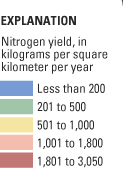 EXPLANATION
Nitrogen yield, in
kilograms per square
kilometer per year
Less than 200
201 to 500
501 to 1,000
1,001 to 1,800
1,801 to 3,050